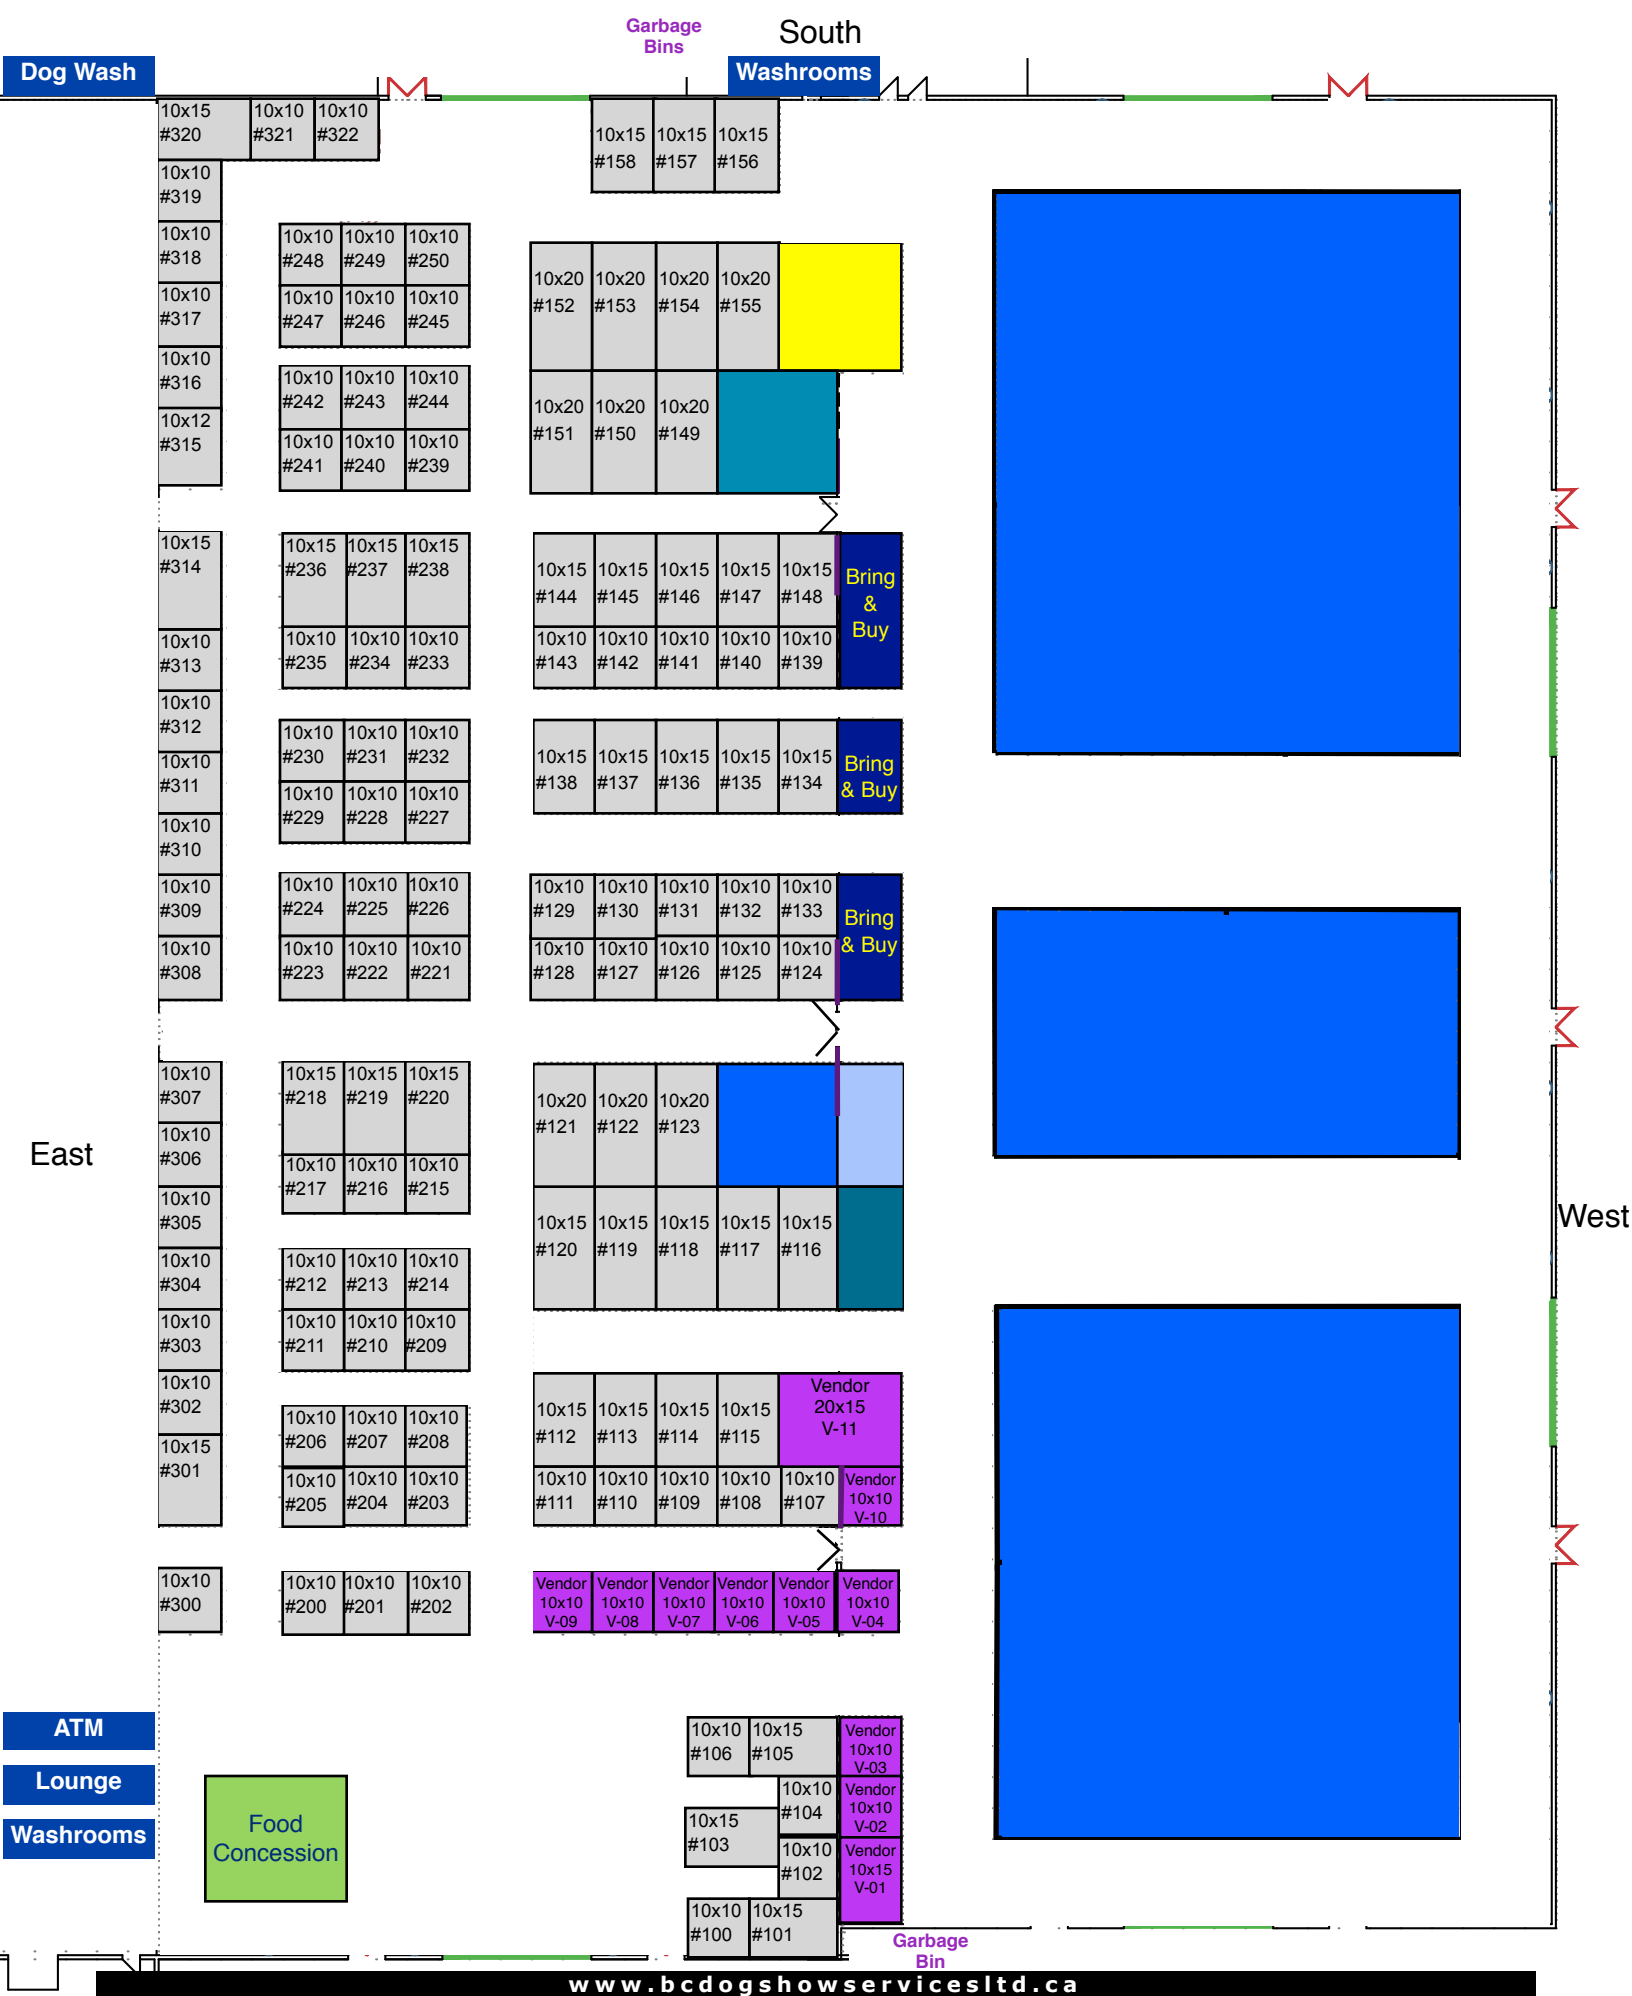 Garbage
Bins
South
Dog Wash
Washrooms
10x15
#320
10x10
#321
10x10
#322
10x15
#158
10x15
#157
10x15
#156
10x10
#319
10x10
#318
10x10
#317
10x10
#316
10x12
#315
10x10
#248
10x10
#249
10x10
#250
10x10
#247
10x10
#246
10x10
#245
10x10
#242
10x10
#243
10x10
#244
10x10
#241
10x10
#240
10x10
#239
10x20
#152
10x20
#153
10x20
#154
10x20
#155
10x20
#151
10x20
#150
10x20
#149
10x15
#314
10x10
#313
10x10
#312
10x10
#311
10x10
#310
10x10
#309
10x10
#308
10x15
#236
10x15
#237
10x15
#238
10x10
#235
10x10
#234
10x10
#233
10x15
#144
10x15
#145
10x15
#146
10x15
#147
10x15
#148
Bring
&
Buy
10x10
#143
10x10
#142
10x10
#141
10x10
#140
10x10
#139
10x10
#230
10x10
#231
10x10
#232
10x10
#229
10x10
#228
10x10
#227
10x15
#138
10x15
#137
10x15
#136
10x15
#135
10x15
#134
Bring
& Buy
10x10
#224
10x10
#225
10x10
#226
10x10
#223
10x10
#222
10x10
#221
10x10
#129
10x10
#130
10x10
#131
10x10
#132
10x10
#133
Bring
& Buy
10x10
#128
10x10
#127
10x10
#126
10x10
#125
10x10
#124
East
West
10x10
#307
10x10
#306
10x10
#305
10x10
#304
10x10
#303
10x10
#302
10x15
#301
10x15
#218
10x15
#219
10x15
#220
10x10
#217
10x10
#216
10x10
#215
10x20
#121
10x20
#122
10x20
#123
10x15
#120
10x15
#119
10x15
#118
10x15
#117
10x15
#116
10x10
#212
10x10
#213
10x10
#214
10x10
#211
10x10
#210
10x10
#209
10x10
#206
10x10
#207
10x10
#208
10x10
#205
10x10
#204
10x10
#203
10x15
#112
10x15
#113
10x15
#114
10x15
#115
Vendor
20x15
V-11
10x10
#111
10x10
#110
10x10
#109
10x10
#108
10x10
#107
Vendor
10x10
V-10
10x10
#300
10x10
#200
10x10
#201
10x10
#202
Vendor
10x10
V-09
Vendor
10x10
V-08
Vendor
10x10
V-07
Vendor
10x10
V-06
Vendor
10x10
V-05
Vendor
10x10
V-04
ATM
Lounge
Washrooms
Food
Concession
10x10
#106
10x15
#105
Vendor
10x10
V-03
10x10
#104
Vendor
10x10
V-02
10x15
#103
10x10
#102
Vendor
10x15
V-01
10x10
#100
10x15
#101
Garbage
Bin
www.bcdogshowservicesltd.ca